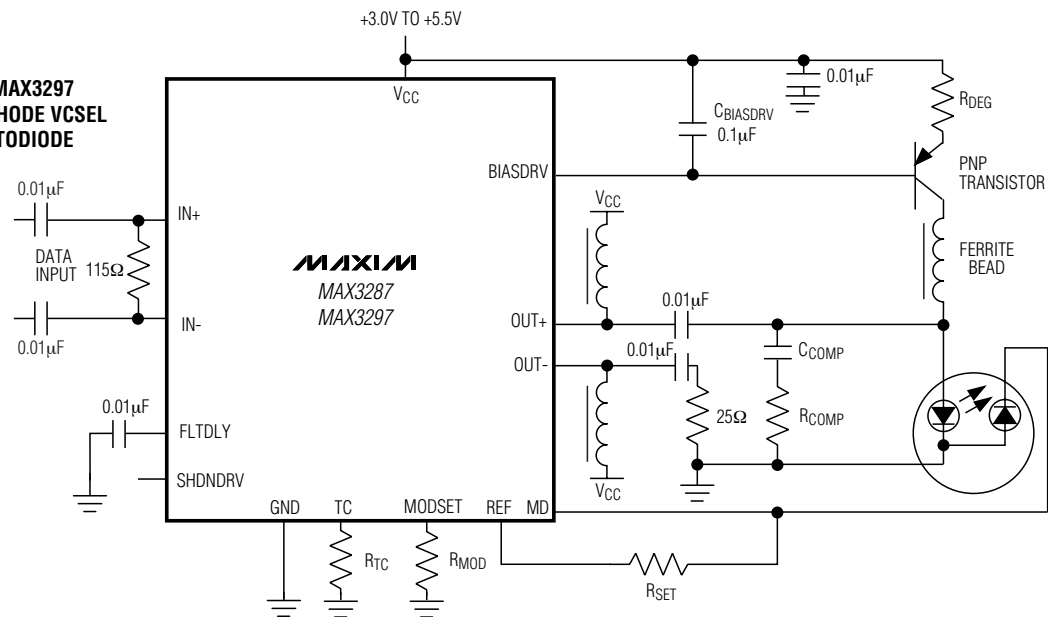 +3.0V TO +5.5V
MAX3297
HODE VCSEL
TODIODE
VCC
0.01μF
RDEG
CBIASDRV
0.1μF
BIASDRV
PNP
TRANSISTOR
0.01μF
IN+
VCC
DATA
INPUT
115Ω
MAXIM
MAX3287
MAX3297
FERRITE
BEAD
0.01μF
OUT+
IN-
0.01μF
0.01μF
CCOMP
OUT-
0.01μF
25Ω
RCOMP
FLTDLY
SHDNDRV
VCC
GND
TC
MODSET
REF
MD
RTC
RMOD
RSET